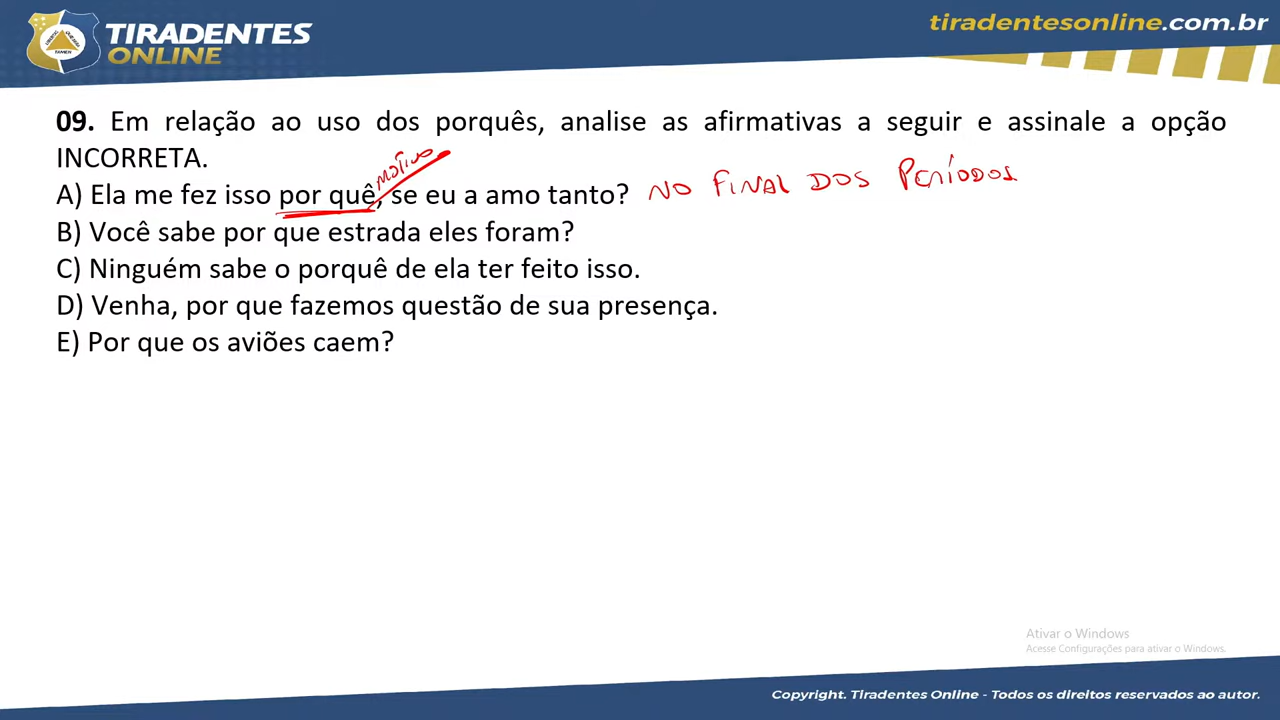 TIRADENTES
ONLINE
tiradentesonline.com.br
09. Em relação ao uso dos porquês, analise as afirmativas a seguir e assinale a opção
INCORRETA.
MOTIVO
A) Ela me fez isso por quê, se eu a amo tanto? NO FINAL DOS PERÍODOS
B) Você sabe por que estrada eles foram?
C) Ninguém sabe o porquê de ela ter feito isso.
D) Venha, por que fazemos questão de sua presença.
E) Por que os aviões caem?
Ativar o Windows
Acesse Configurações para ativar o Windows.
Copyright. Tiradentes Online - Todos os direitos reservados ao autor.